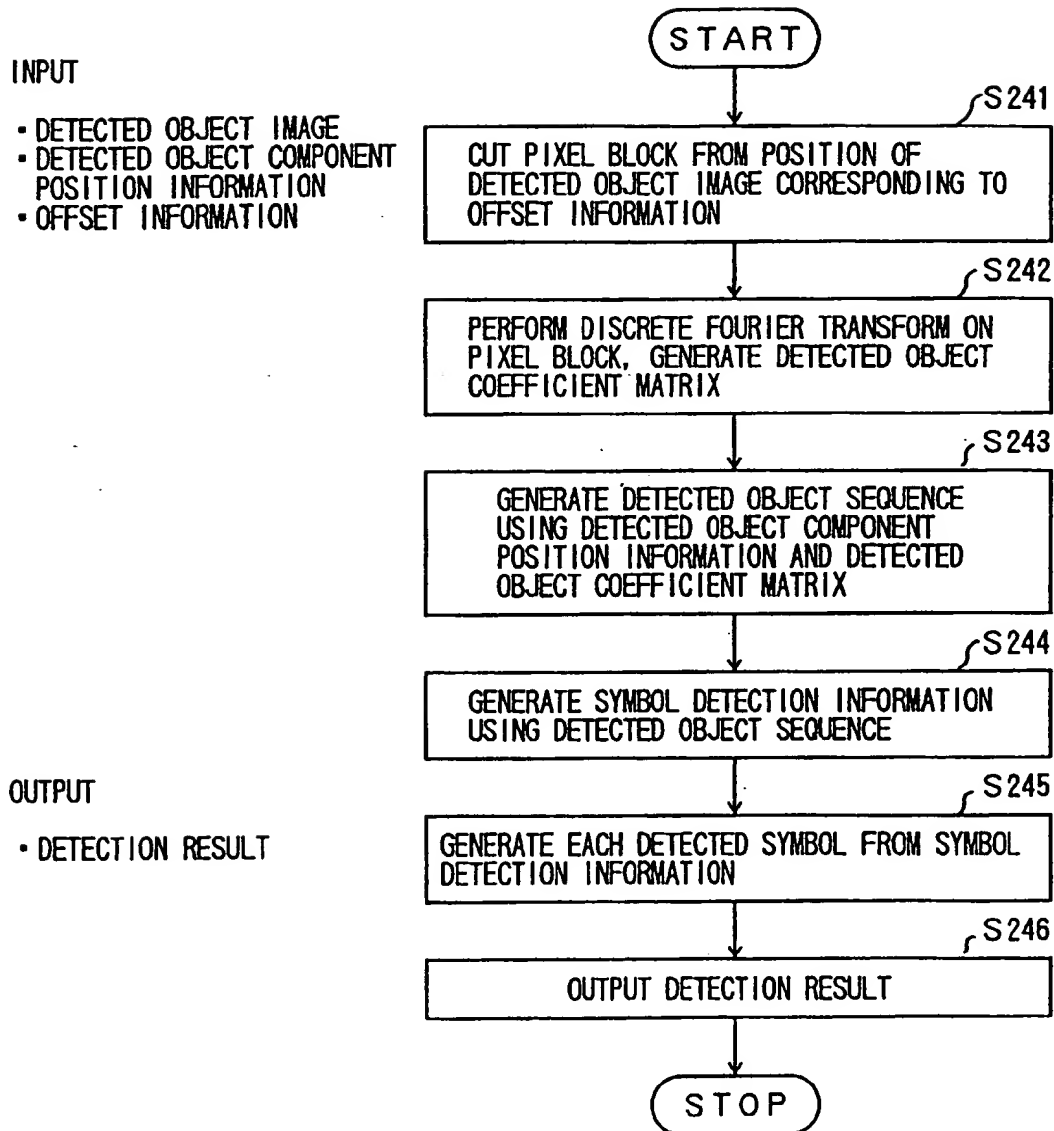 START
INPUT
• DETECTED OBJECT IMAGE
• DETECTED OBJECT COMPONENT
POSITION INFORMATION
• OFFSET INFORMATION
S241
CUT PIXEL BLOCK FROM POSITION OF
DETECTED OBJECT IMAGE CORRESPONDING TO
OFFSET INFORMATION
S242
PERFORM DISCRETE FOURIER TRANSFORM ON
PIXEL BLOCK, GENERATE DETECTED OBJECT
COEFFICIENT MATRIX
S243
GENERATE DETECTED OBJECT SEQUENCE
USING DETECTED OBJECT COMPONENT
POSITION INFORMATION AND DETECTED
OBJECT COEFFICIENT MATRIX
S244
GENERATE SYMBOL DETECTION INFORMATION
USING DETECTED OBJECT SEQUENCE
OUTPUT
• DETECTION RESULT
S245
GENERATE EACH DETECTED SYMBOL FROM SYMBOL
DETECTION INFORMATION
S246
OUTPUT DETECTION RESULT
STOP